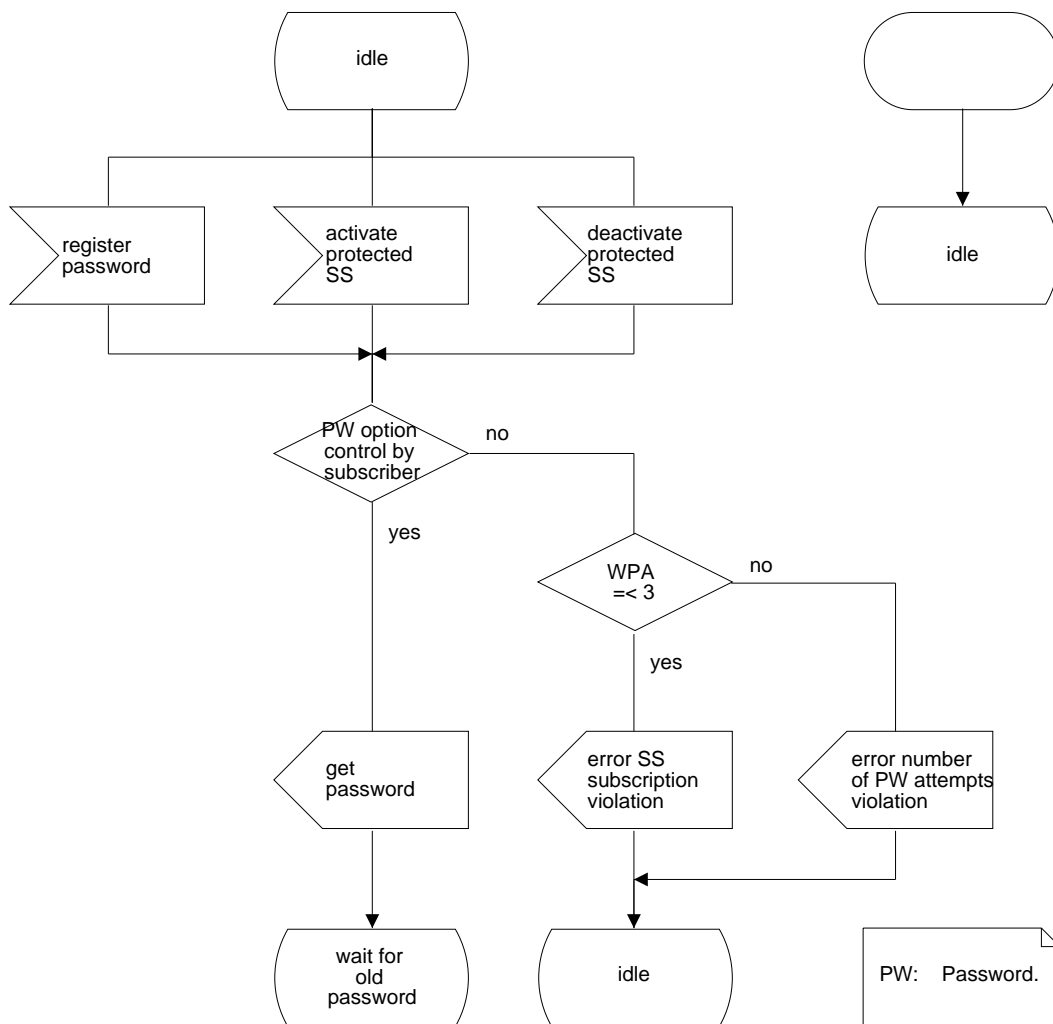 idle
register
password
activate
protected
SS
deactivate
protected
SS
idle
PW option
control by
subscriber
no
yes
WPA
=< 3
no
yes
get
password
error SS
subscription
violation
error number
of PW attempts
violation
wait for
old
password
idle
PW: Password.